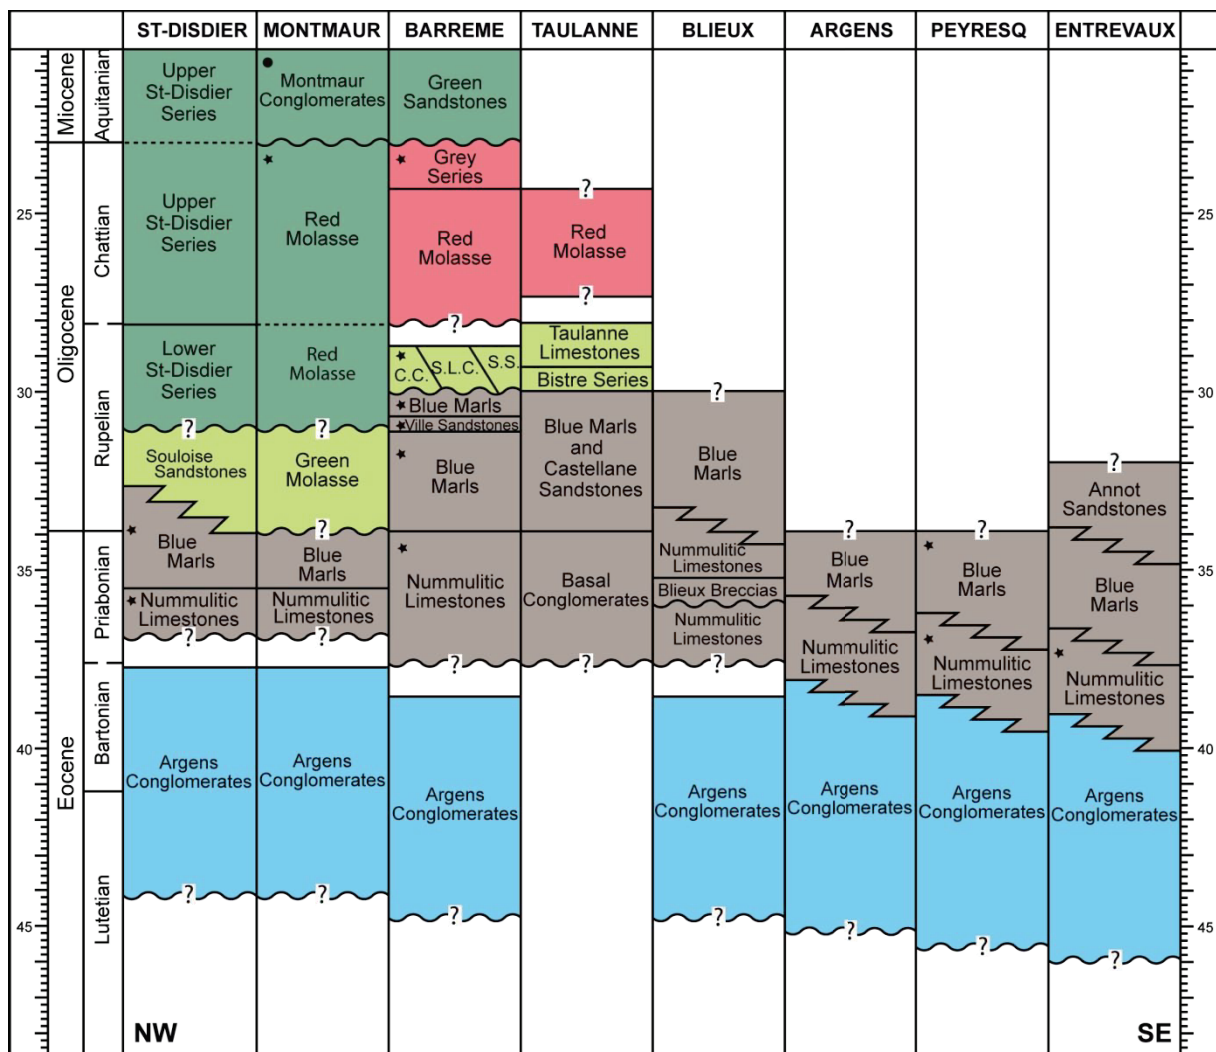 ST-DISDIER
MONTMAUR
BARREME
TAULANNE
BLIEUX
ARGENS
PEYRESQ
ENTREVAUX
Miocene
Oligocene
Eocene
Aquitanian
Chattian
Rupelian
Priabonian
Bartonian
Lutetian
25
30
35
40
45
Upper
St-Disdier
Series
Upper
St-Disdier
Series
Lower
St-Disdier
Series
?
Souloise
Sandstones
Blue
Marls
Nummulitic
Limestones
?
Argens
Conglomerates
?
NW
Montmaur
Conglomerates
Red
Molasse
Red
Molasse
?
Green
Molasse
?
Blue
Marls
Nummulitic
Limestones
?
Argens
Conglomerates
?
Green
Sandstones
Grey
Series
Red
Molasse
?
C.C.
S.L.C.
S.S.
Blue Marls
Ville Sandstones
Blue
Marls
Nummulitic
Limestones
?
Argens
Conglomerates
?
?
Red
Molasse
?
Taulanne
Limestones
Bistre Series
Blue Marls
and
Castellane
Sandstones
Basal
Conglomerates
?
?
Blue
Marls
Nummulitic
Limestones
Blieux Breccias
Nummulitic
Limestones
?
Argens
Conglomerates
?
?
Blue
Marls
Nummulitic
Limestones
Argens
Conglomerates
?
?
Blue
Marls
Nummulitic
Limestones
Argens
Conglomerates
?
?
Annot
Sandstones
Blue
Marls
Nummulitic
Limestones
Argens
Conglomerates
?
SE
25
30
35
40
45